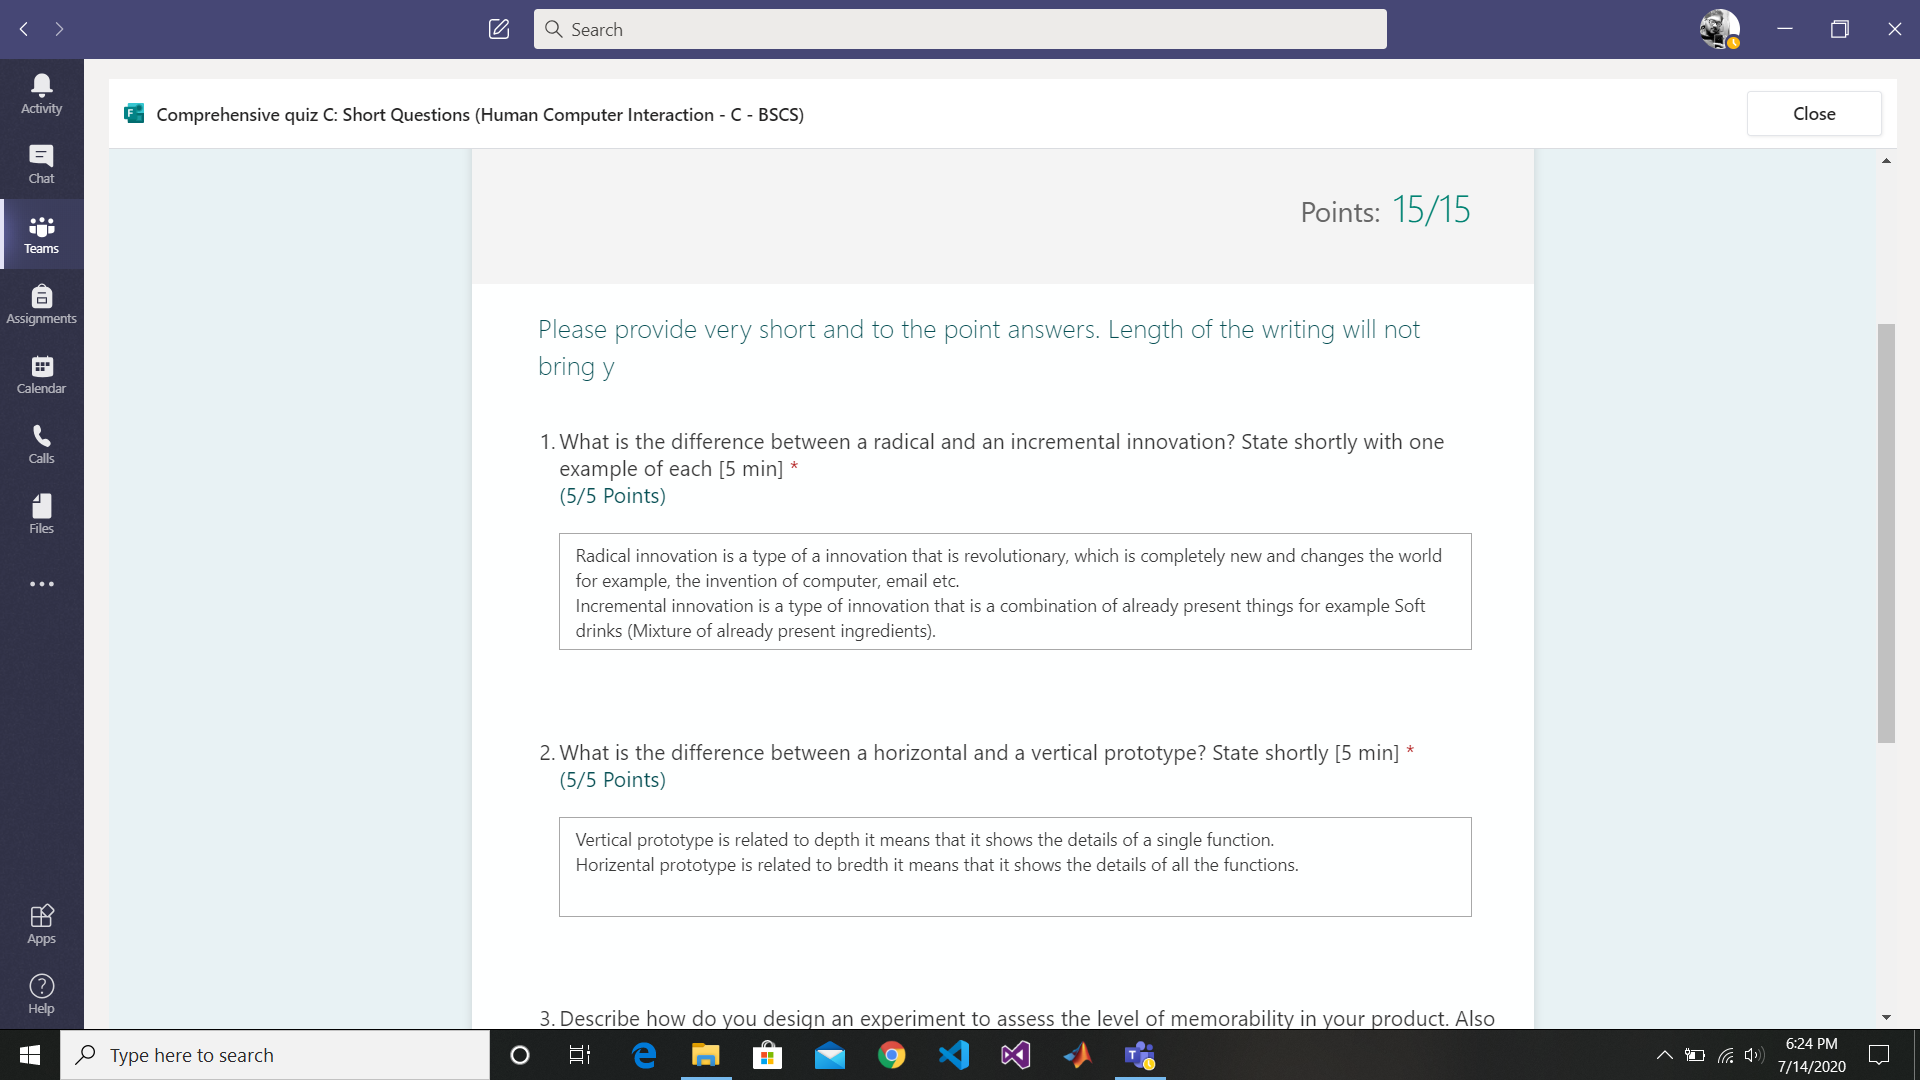 Search
Activity
Chat
Teams
Assignments
Calendar
Calls
Files
Apps
Help
Comprehensive quiz C: Short Questions (Human Computer Interaction - C - BSCS)
Close
Points: 15/15
Please provide very short and to the point answers. Length of the writing will not
bring y
1. What is the difference between a radical and an incremental innovation? State shortly with one
example of each [5 min] *
(5/5 Points)
Radical innovation is a type of a innovation that is revolutionary, which is completely new and changes the world
for example, the invention of computer, email etc.
Incremental innovation is a type of innovation that is a combination of already present things for example Soft
drinks (Mixture of already present ingredients).
2. What is the difference between a horizontal and a vertical prototype? State shortly [5 min] *
(5/5 Points)
Vertical prototype is related to depth it means that it shows the details of a single function.
Horizental prototype is related to bredth it means that it shows the details of all the functions.
3. Describe how do you design an experiment to assess the level of memorability in your product. Also
Type here to search
6:24 PM
7/14/2020